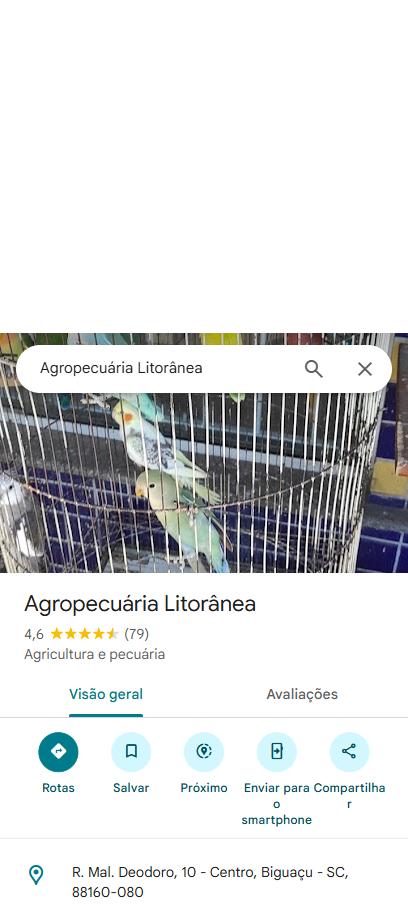 Agropecuária Litorânea
Agropecuária Litorânea
4,6 (79)
Agricultura e pecuária
Visão geral
Avaliações
Rotas
Salvar
Próximo
Enviar para
o
smartphone
Compartilha
r
R. Mal. Deodoro, 10 - Centro, Biguaçu - SC,
88160-080